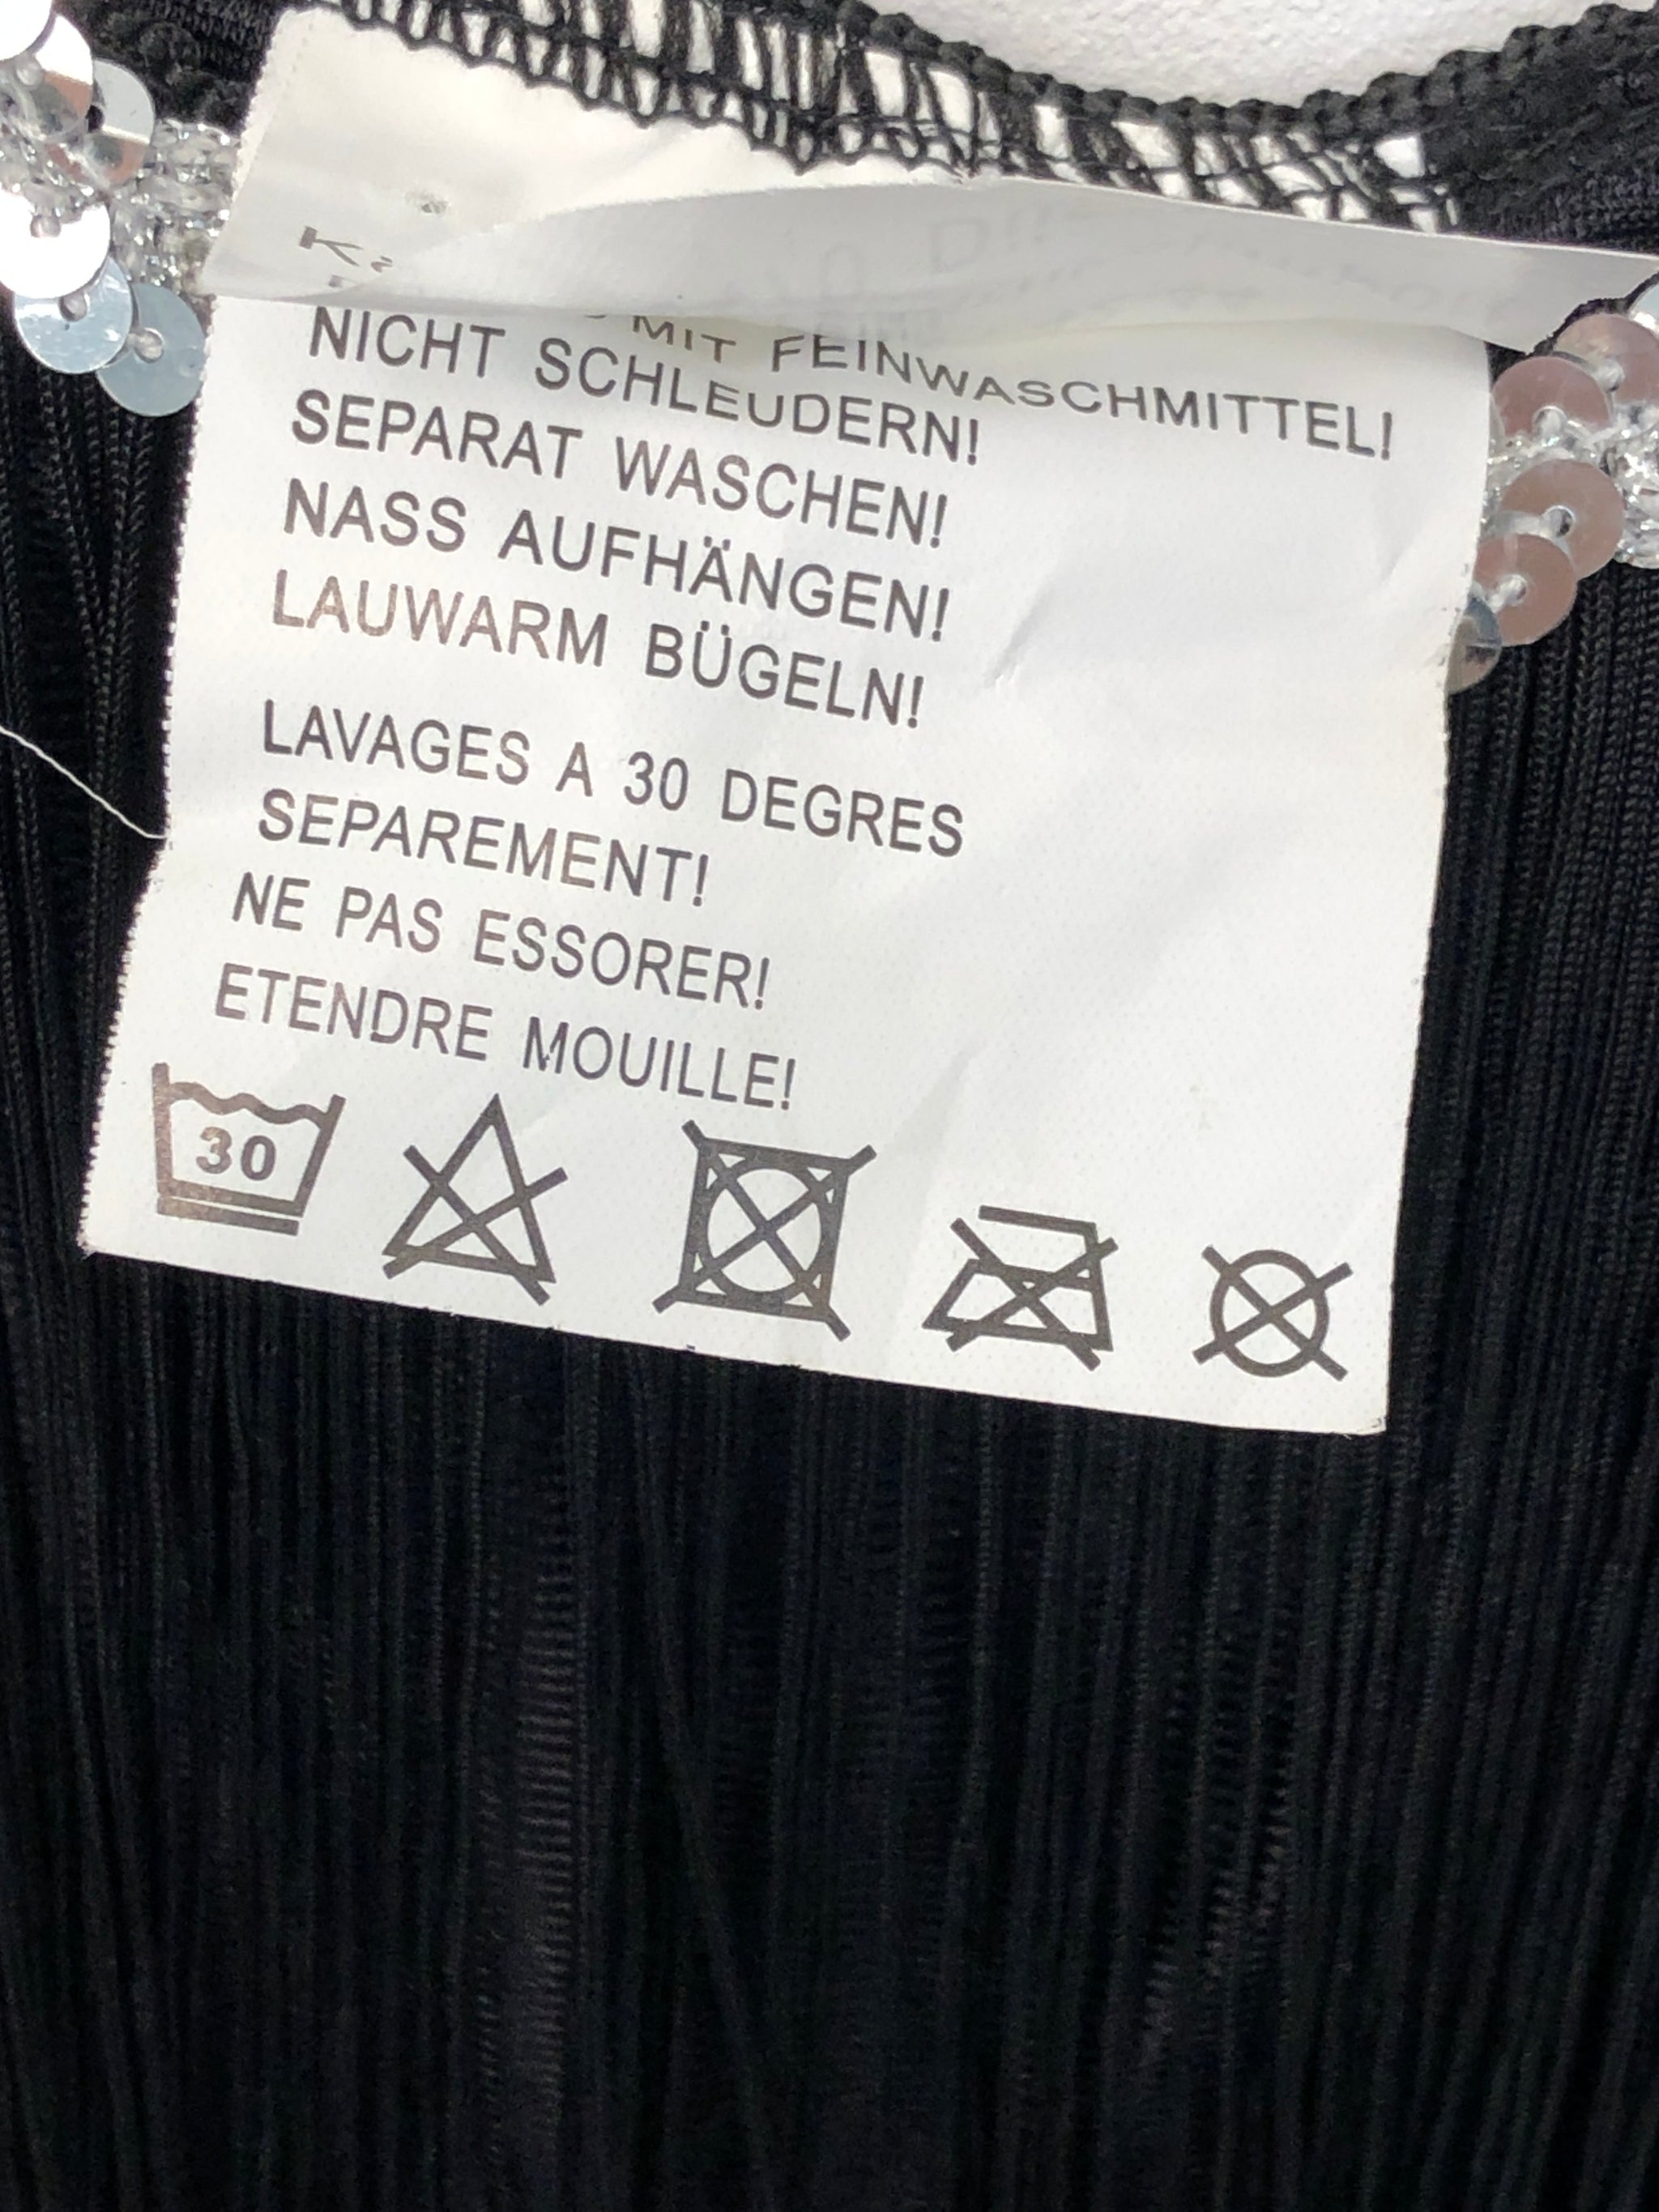 MIT FEINWASCHMITTEL!
NICHT SCHLEUDERN!
SEPARAT WASCHEN!
NASS AUFHÄNGEN!
LAUWARM BÜGELN!
LAVAGES A 30 DEGRES
SEPAREMENT!
NE PAS ESSORER!
ETENDRE MOUILLE!
30